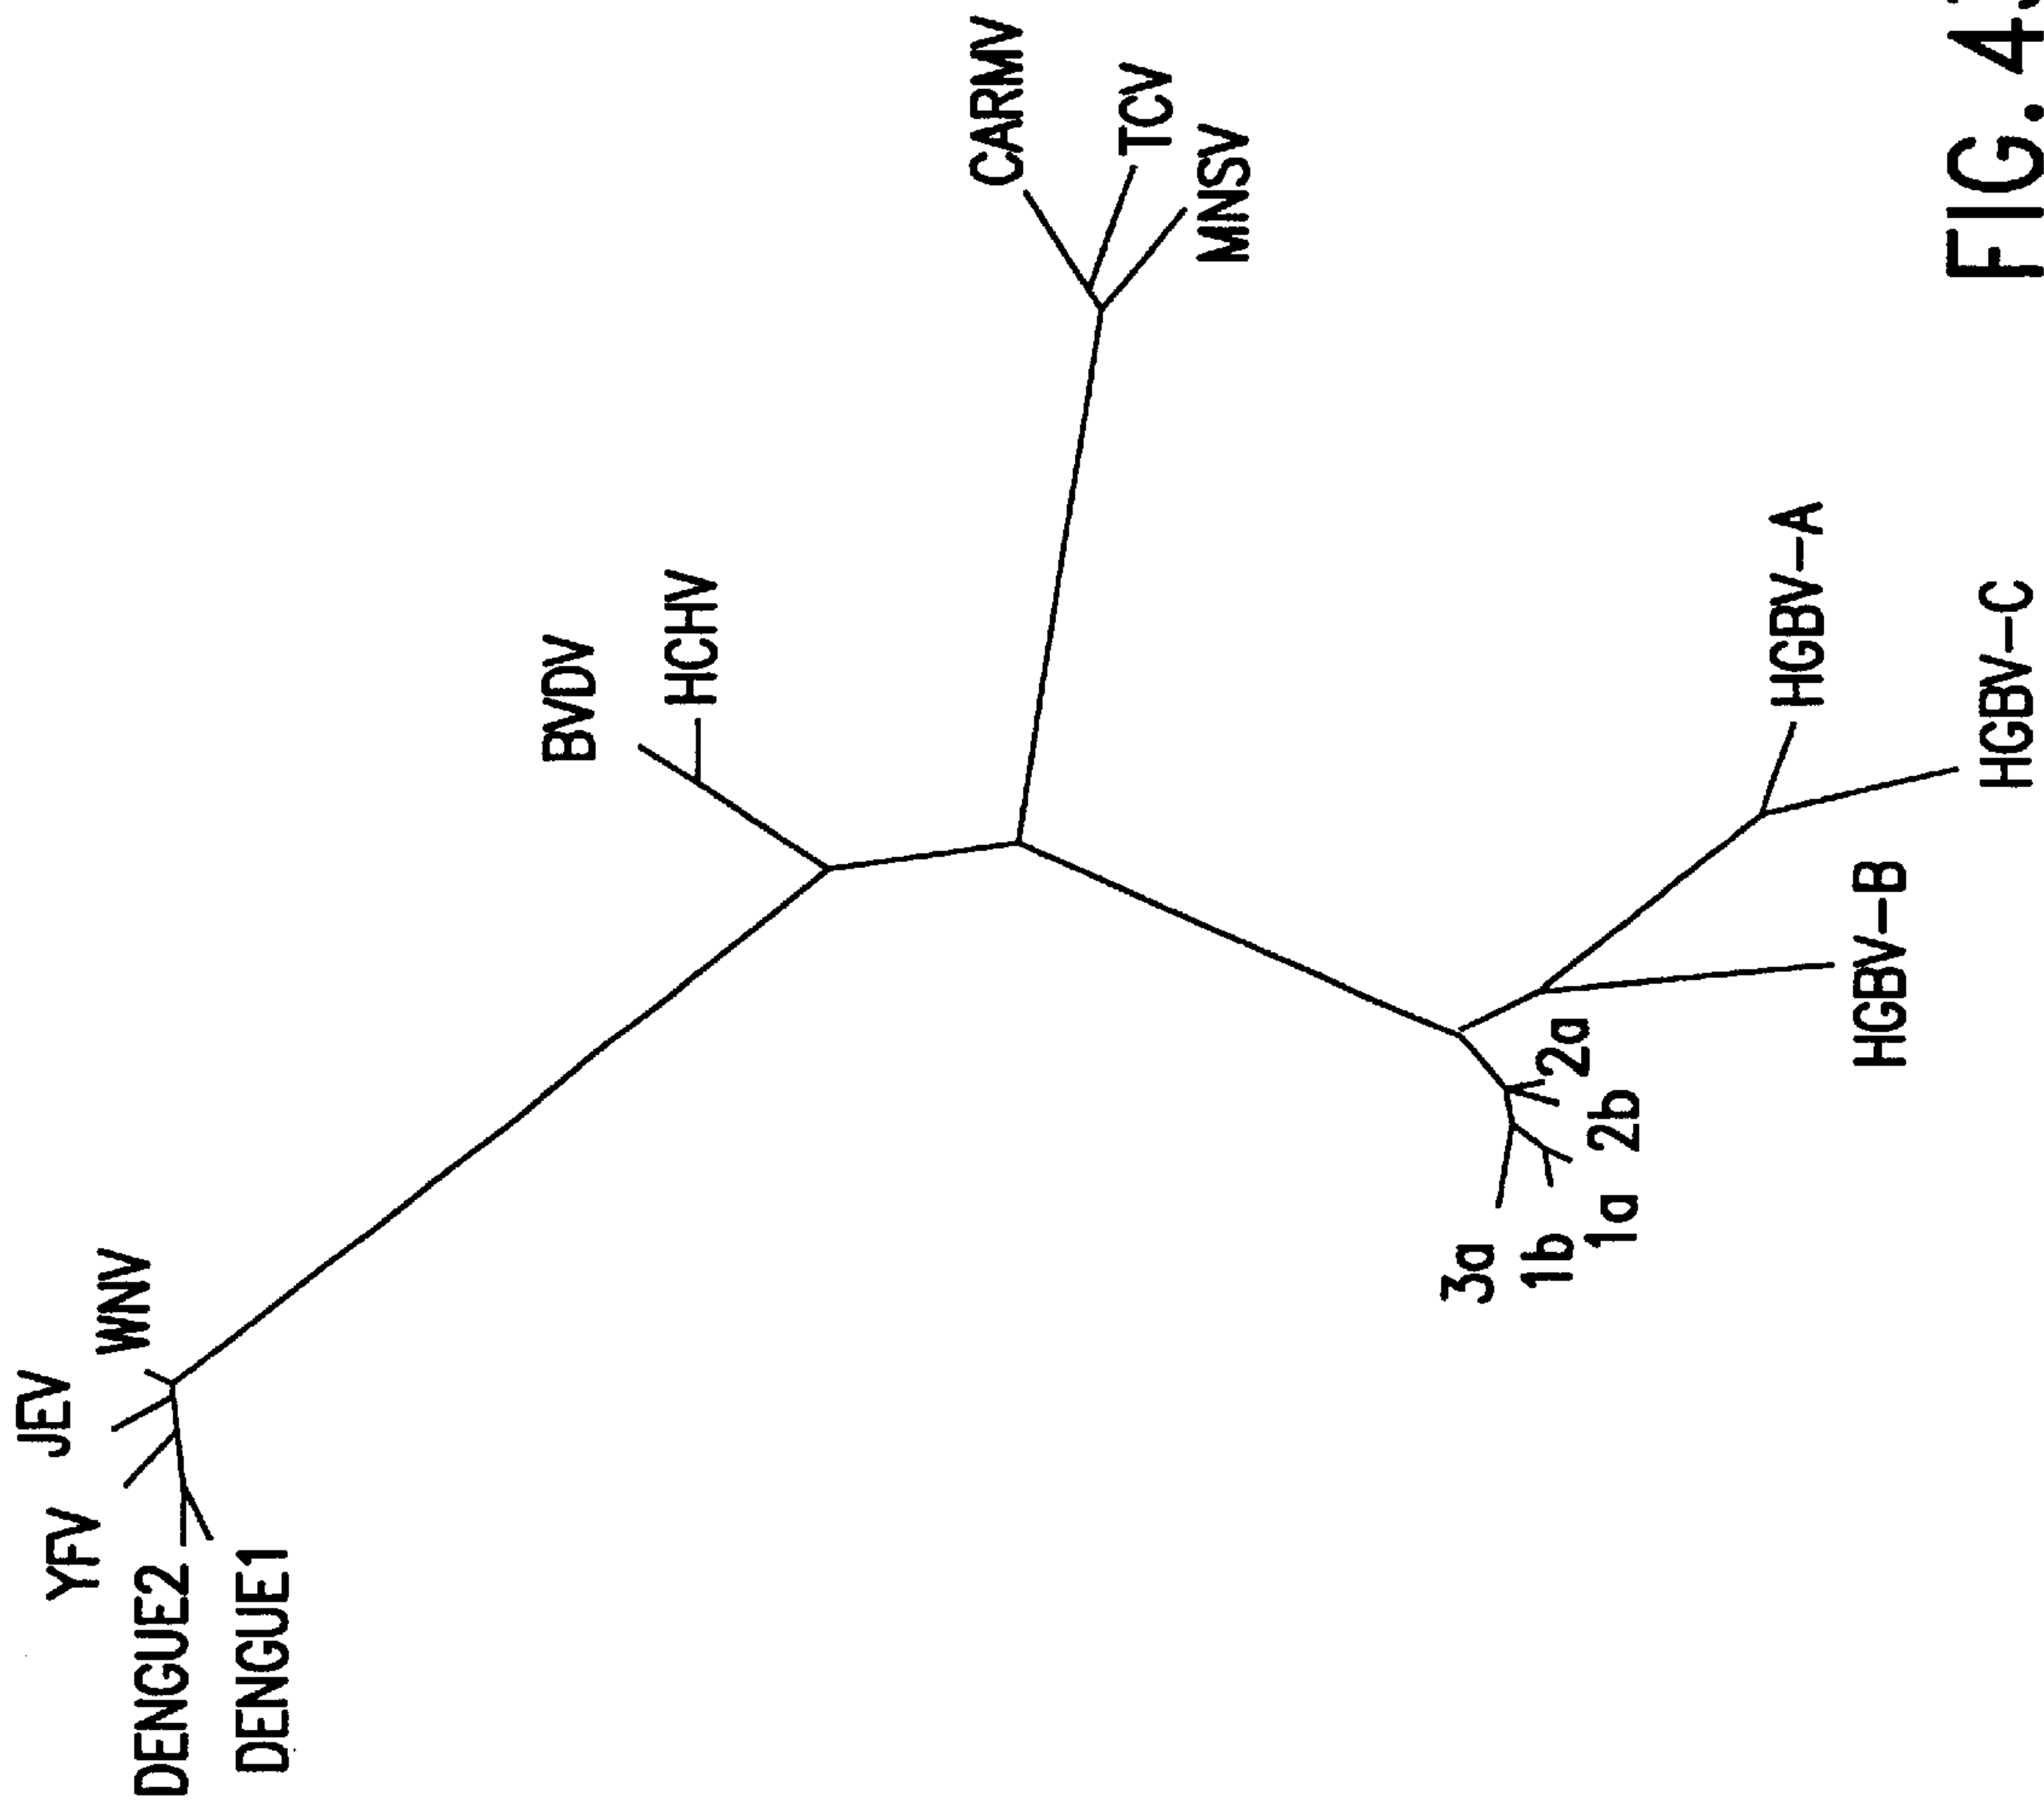 DENGUE2
DENGUE1
YFV
JEV
WNV
BVDV
HCHV
CARMV
TCV
MNSV
3a
1b
1a
2b
2a
HGBV-B
HGBV-A
HGBV-C
FIG. 4